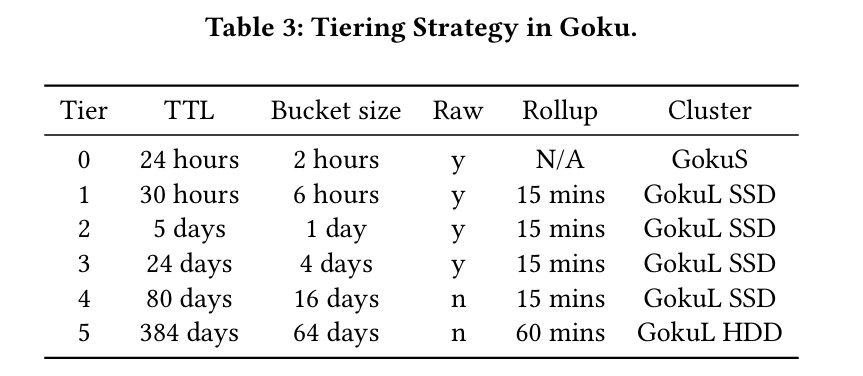 Table 3: Tiering Strategy in Goku.
Tier TTL Bucket size Raw Rollup Cluster
0 24 hours 2 hours y N/A GokuS
1 30 hours 6 hours y 15 mins GokuL SSD
2 5 days 1 day y 15 mins GokuL SSD
3 24 days 4 days y 15 mins GokuL SSD
4 80 days 16 days n 15 mins GokuL SSD
5 384 days 64 days n 60 mins GokuL HDD